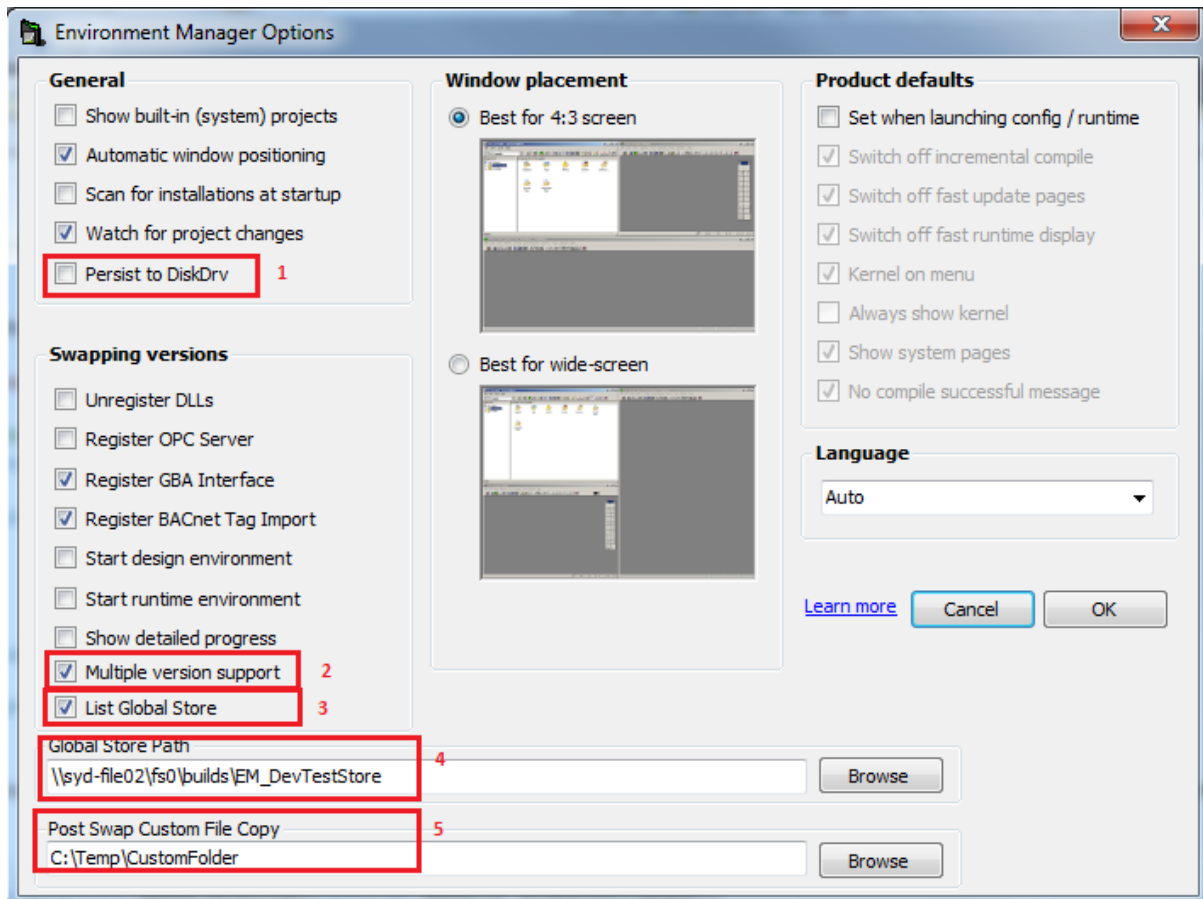 Environment Manager Options
General
Show built-in (system) projects
Automatic window positioning
Scan for installations at startup
Watch for project changes
Persist to DiskDrv
1
Swapping versions
Unregister DLLs
Register OPC Server
Register GBA Interface
Register BACnet Tag Import
Start design environment
Start runtime environment
Show detailed progress
Multiple version support
2
List Global Store
3
Window placement
Best for 4:3 screen
Best for wide-screen
Product defaults
Set when launching config / runtime
Switch off incremental compile
Switch off fast update pages
Switch off fast runtime display
Kernel on menu
Always show kernel
Show system pages
No compile successful message
Language
Auto
Learn more
Cancel
OK
Global Store Path
4
\\syd-file02\fs0\builds\EM_DevTestStore
Browse
Post Swap Custom File Copy
5
C:\Temp\CustomFolder
Browse